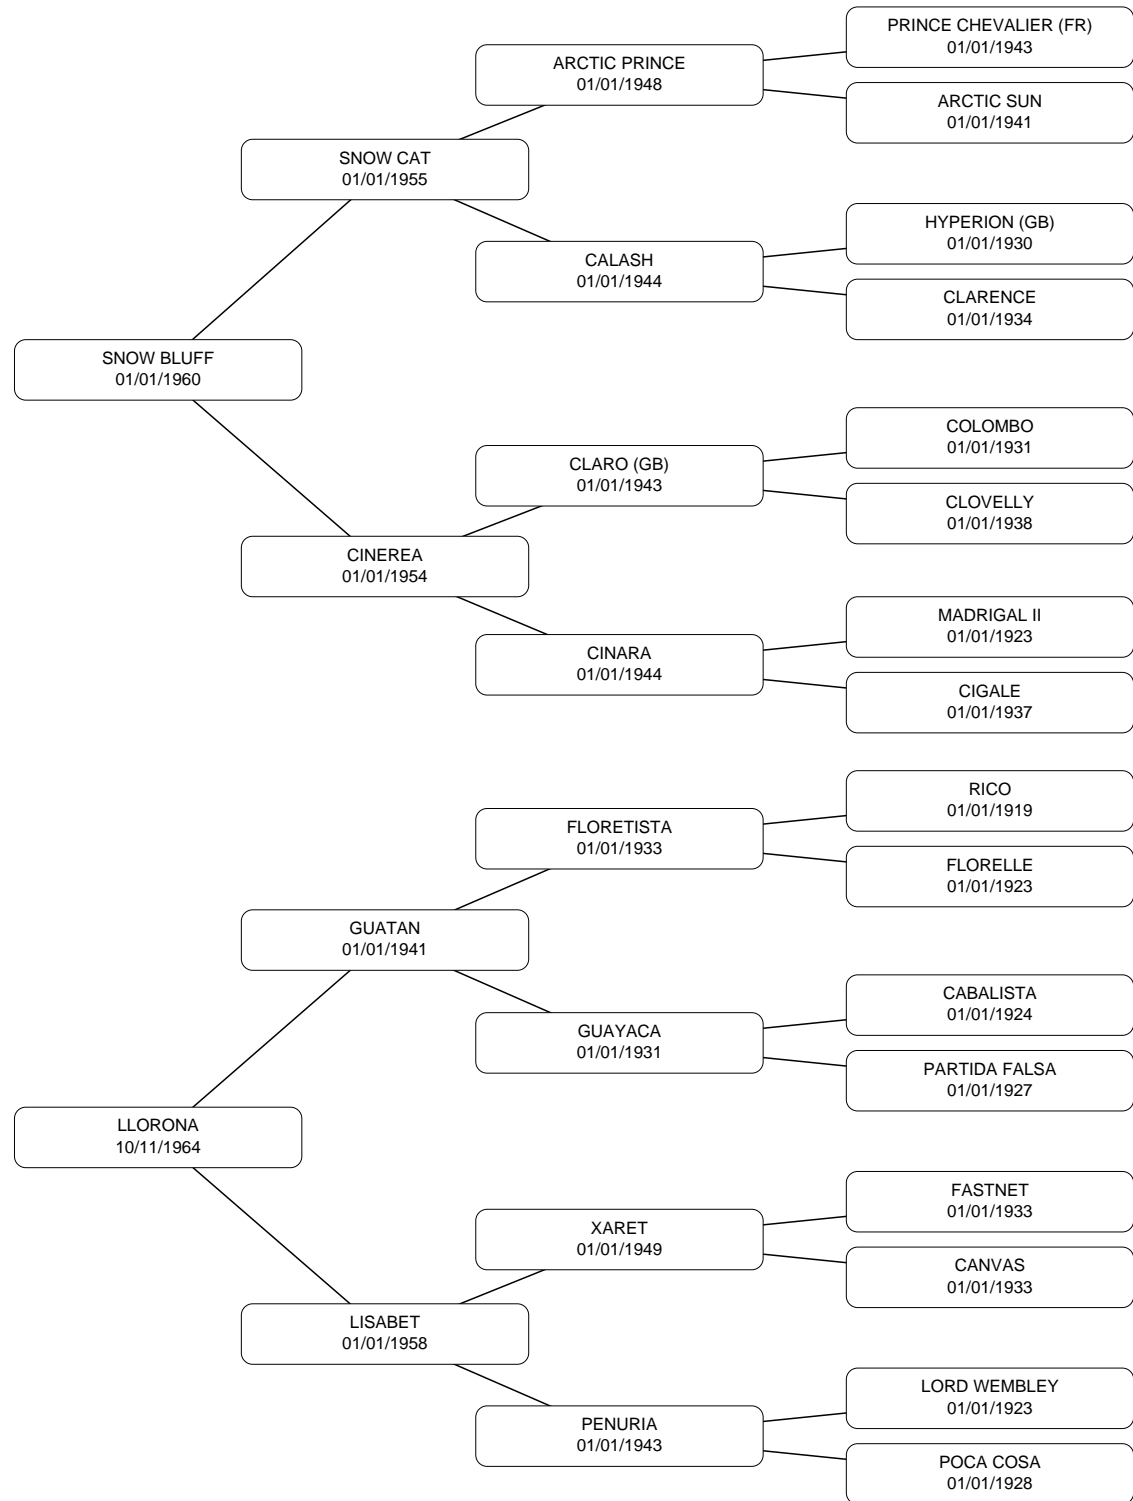 PRINCE CHEVALIER (FR)
01/01/1943
ARCTIC PRINCE
01/01/1948
ARCTIC SUN
01/01/1941
SNOW CAT
01/01/1955
HYPERION (GB)
01/01/1930
CALASH
01/01/1944
CLARENCE
01/01/1934
SNOW BLUFF
01/01/1960
COLOMBO
01/01/1931
CLARO (GB)
01/01/1943
CLOVELLY
01/01/1938
CINEREA
01/01/1954
MADRIGAL II
01/01/1923
CINARA
01/01/1944
CIGALE
01/01/1937
RICO
01/01/1919
FLORETISTA
01/01/1933
FLORELLE
01/01/1923
GUATAN
01/01/1941
CABALISTA
01/01/1924
GUAYACA
01/01/1931
PARTIDA FALSA
01/01/1927
LLORONA
10/11/1964
FASTNET
01/01/1933
XARET
01/01/1949
CANVAS
01/01/1933
LISABET
01/01/1958
LORD WEMBLEY
01/01/1923
PENURIA
01/01/1943
POCA COSA
01/01/1928